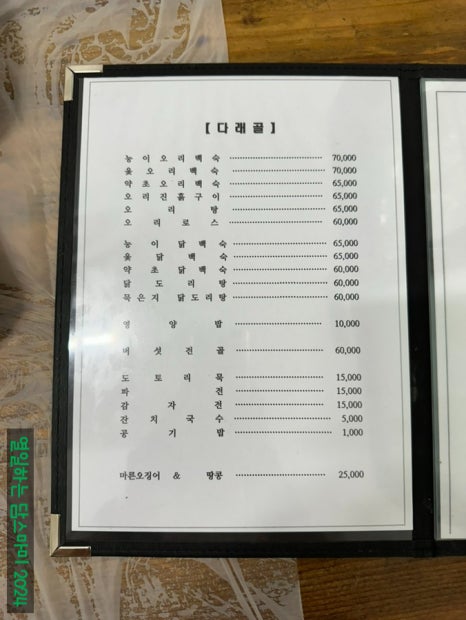 [ 다래골 ]
능이오리백숙 70,000
옻오리백숙 70,000
약초오리백숙 65,000
오리진흙구이 65,000
오리탕 65,000
오리로스 60,000
능이닭백숙 65,000
옻닭백숙 65,000
약초닭백숙 60,000
닭도리탕 60,000
묵은지 닭도리탕 60,000
영양밥 10,000
버섯전골 60,000
도토리묵 15,000
파전 15,000
감자전 15,000
잔치국수 5,000
공기밥 1,000
마른오징어 & 땅콩 25,000
열일하는 담스마미 2024